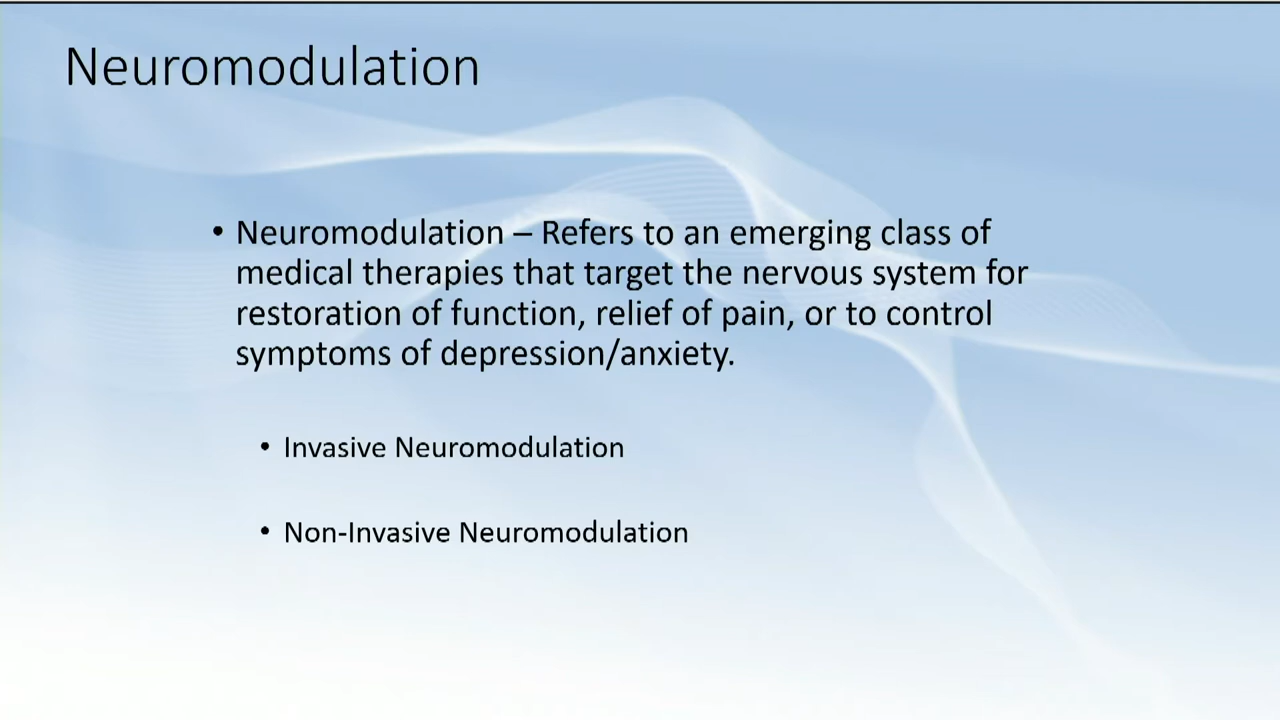 Neuromodulation
• Neuromodulation – Refers to an emerging class of
medical therapies that target the nervous system for
restoration of function, relief of pain, or to control
symptoms of depression/anxiety.
• Invasive Neuromodulation
• Non-Invasive Neuromodulation